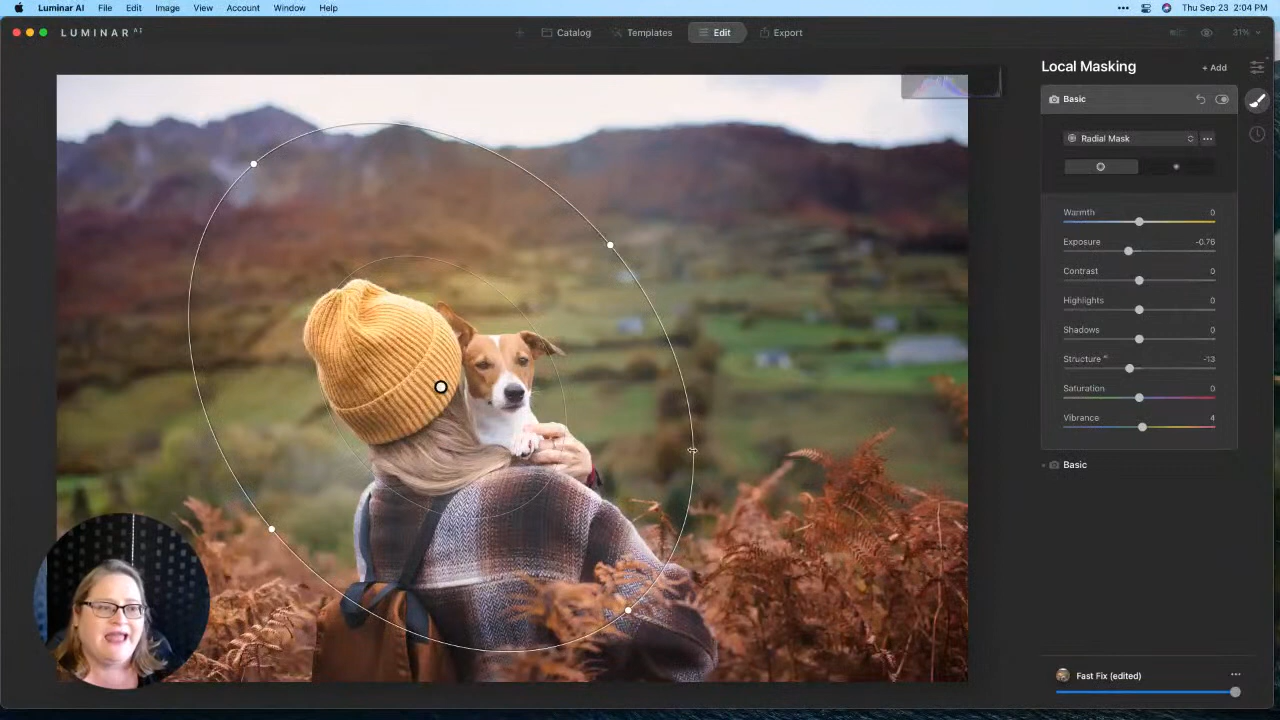 Luminar AI File Edit Image View Account Window Help ••• Thu Sep 23 2:04 PM
LUMINAR AI + Catalog Templates Edit Export 31%
Local Masking + Add
Basic
Radial Mask •••
Warmth 0
Exposure -0.76
Contrast 0
Highlights 0
Shadows 0
Structure AI -13
Saturation 0
Vibrance 4
Basic
Fast Fix (edited) •••